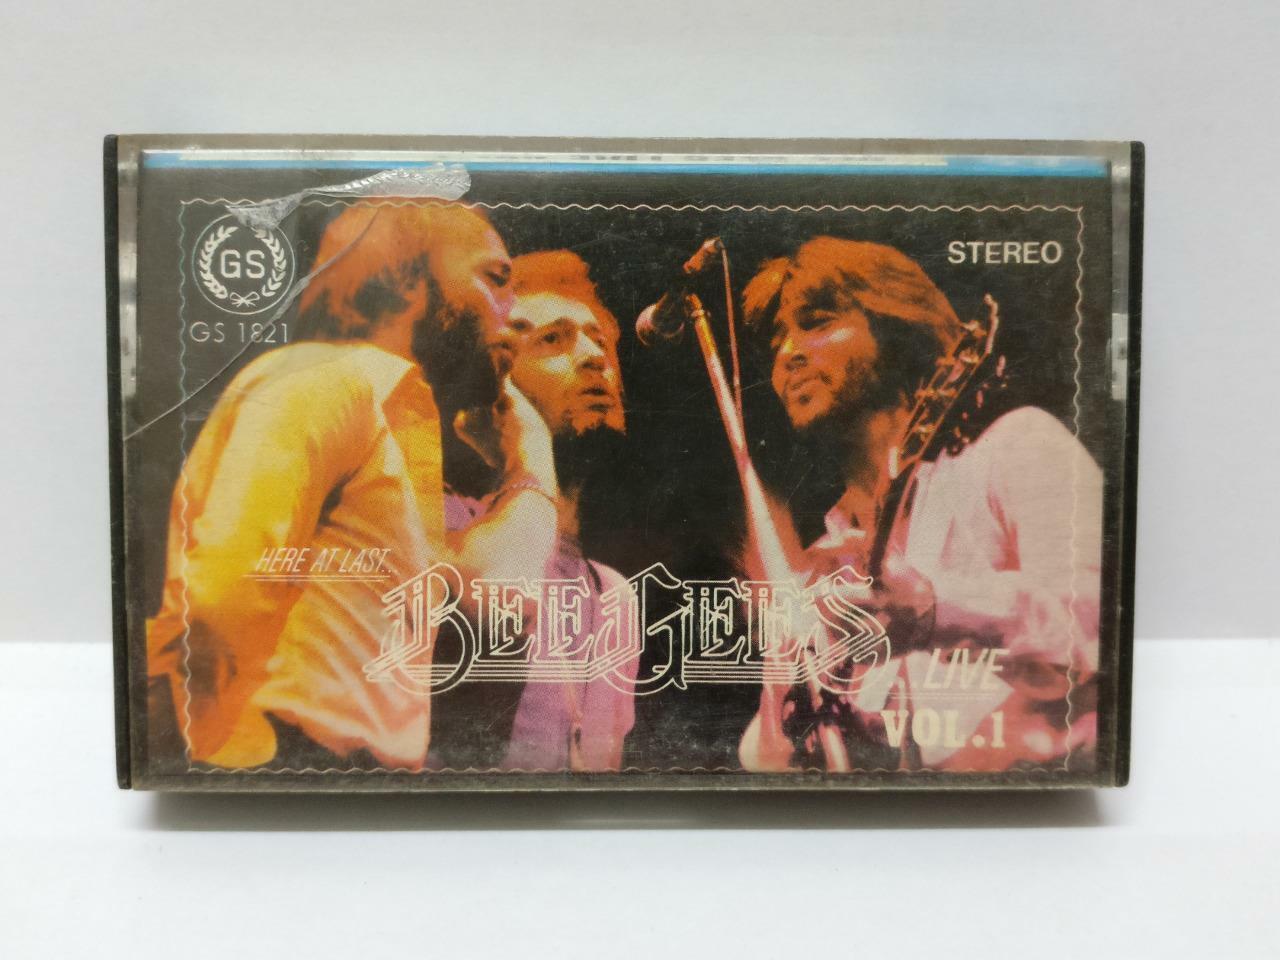 GS
GS 1821
STEREO
HERE AT LAST...
BEE GEES
...LIVE
VOL.1